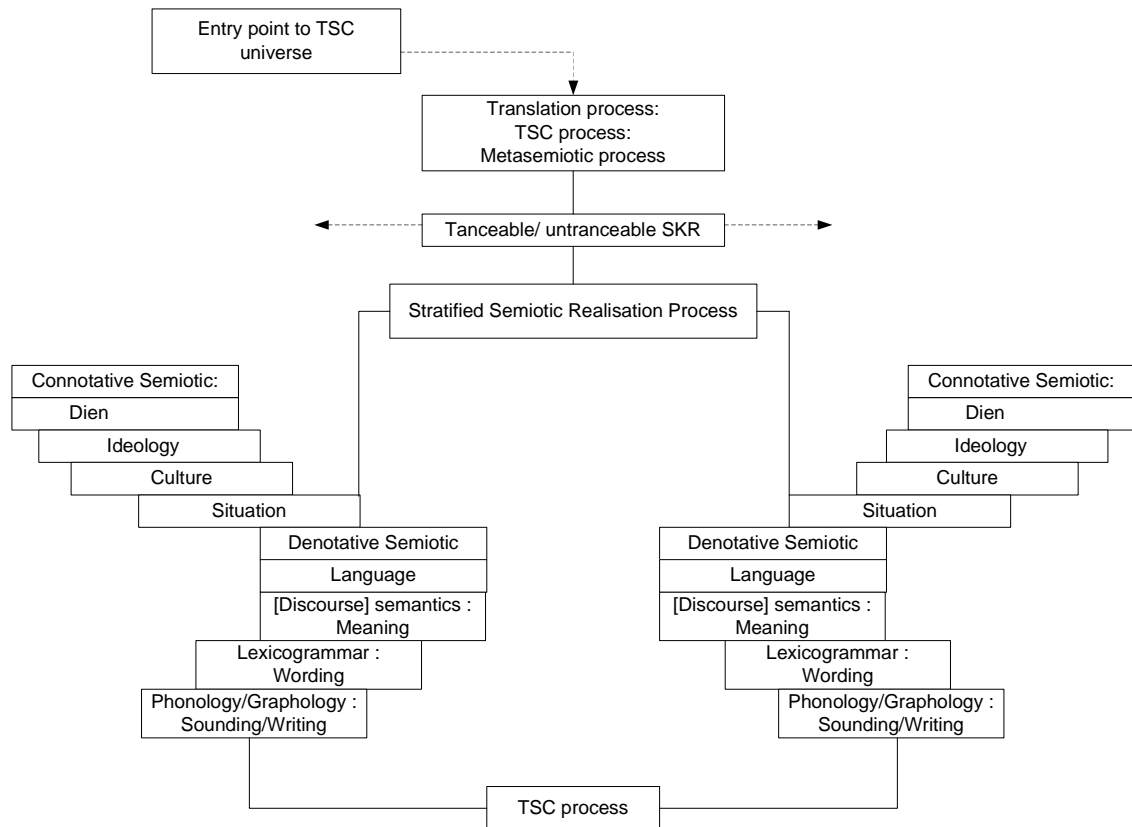 Entry point to TSC
universe
Translation process:
TSC process:
Metasemiotic process
Tanceable/ untranceable SKR
Stratified Semiotic Realisation Process
Connotative Semiotic:
Dien
Ideology
Culture
Situation
Denotative Semiotic
Language
[Discourse] semantics :
Meaning
Lexicogrammar :
Wording
Phonology/Graphology :
Sounding/Writing
Connotative Semiotic:
Dien
Ideology
Culture
Situation
Denotative Semiotic
Language
[Discourse] semantics :
Meaning
Lexicogrammar :
Wording
Phonology/Graphology :
Sounding/Writing
TSC process